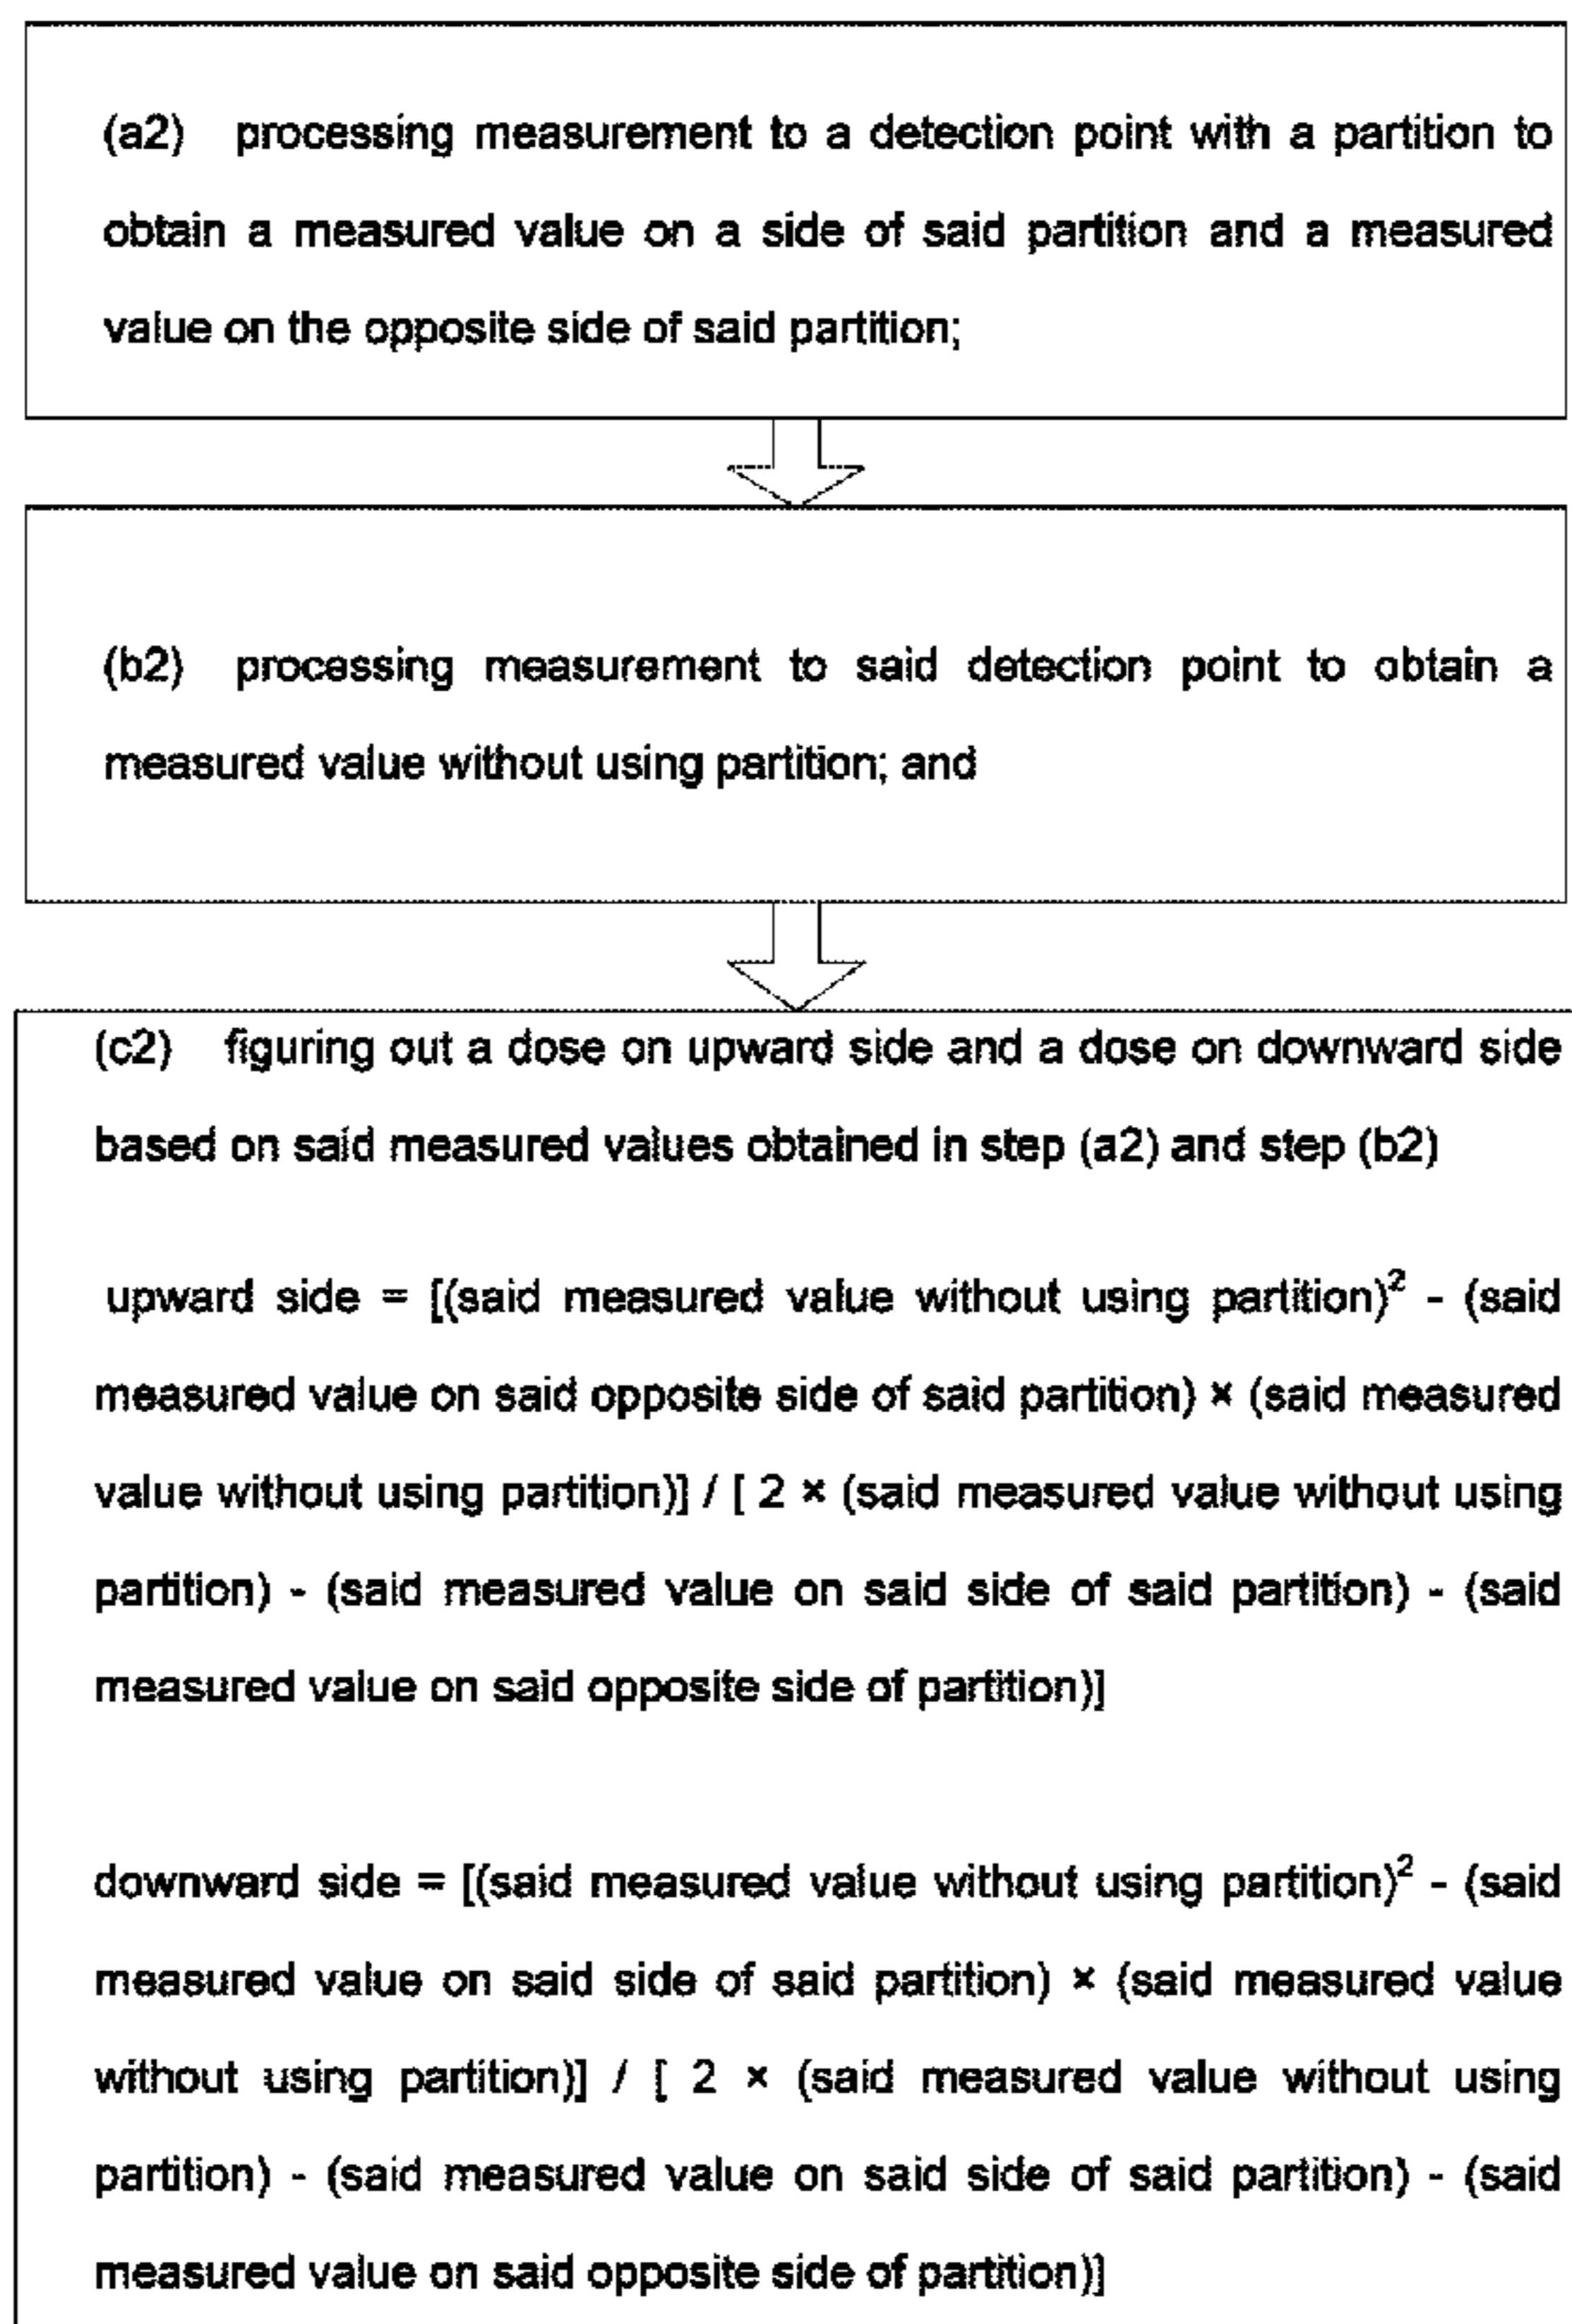 (a2) processing measurement to a detection point with a partition to
obtain a measured value on a side of said partition and a measured
value on the opposite side of said partition;
(b2) processing measurement to said detection point to obtain a
measured value without using partition; and
(c2) figuring out a dose on upward side and a dose on downward side
based on said measured values obtained in step (a2) and step (b2)
upward side = [(said measured value without using partition)² - (said
measured value on said opposite side of said partition) × (said measured
value without using partition)] / [ 2 × (said measured value without using
partition) - (said measured value on said side of said partition) - (said
measured value on said opposite side of partition)]
downward side = [(said measured value without using partition)² - (said
measured value on said side of said partition) × (said measured value
without using partition)] / [ 2 × (said measured value without using
partition) - (said measured value on said side of said partition) - (said
measured value on said opposite side of partition)]